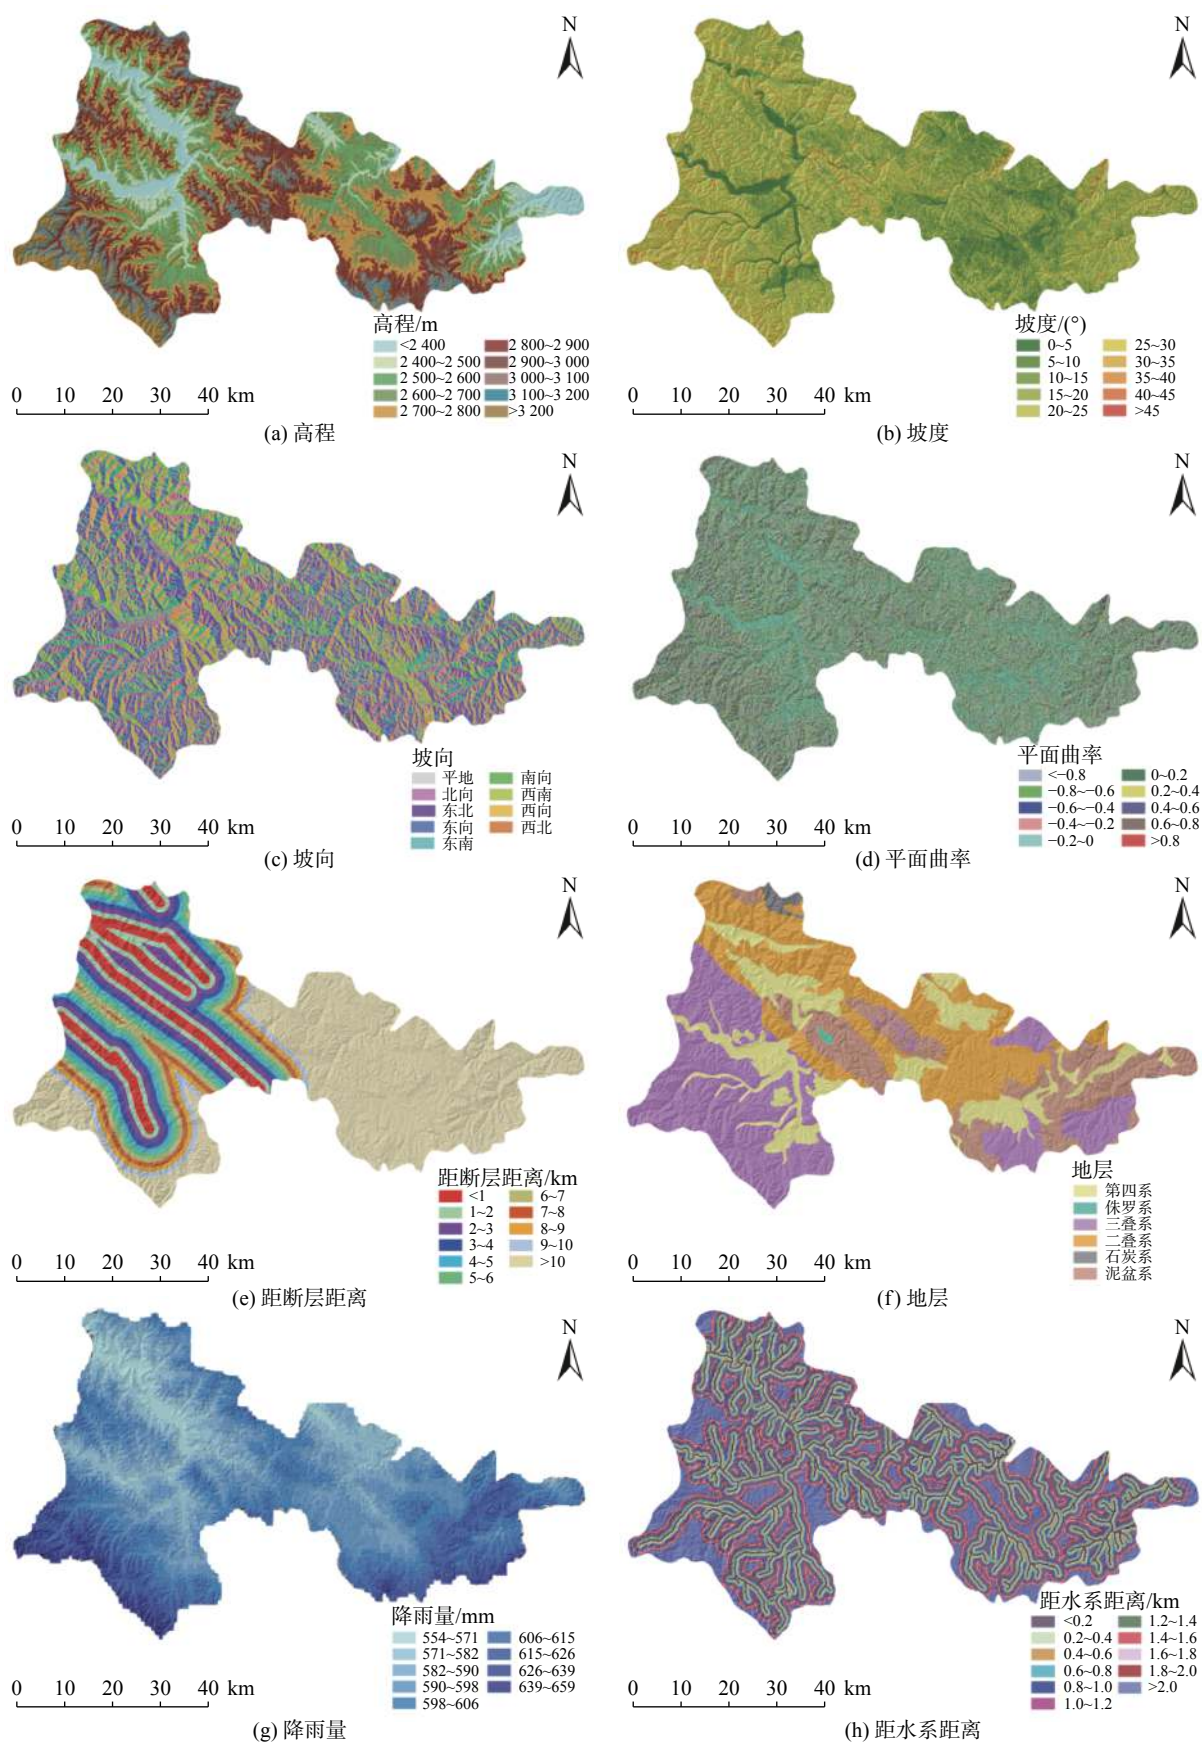 N
高程/m
<2 400
2 800~2 900
2 400~2 500
2 900~3 000
2 500~2 600
3 000~3 100
2 600~2 700
3 100~3 200
2 700~2 800
>3 200
0 10 20 30 40 km
(a) 高程
N
坡度/(°)
0~5
25~30
5~10
30~35
10~15
35~40
15~20
40~45
20~25
>45
0 10 20 30 40 km
(b) 坡度
N
坡向
平地
南向
北向
西南
东北
西向
东向
西北
东南
0 10 20 30 40 km
(c) 坡向
N
平面曲率
<−0.8
0~0.2
−0.8~−0.6
0.2~0.4
−0.6~−0.4
0.4~0.6
−0.4~−0.2
0.6~0.8
−0.2~0
>0.8
0 10 20 30 40 km
(d) 平面曲率
N
距断层距离/km
<1
6~7
1~2
7~8
2~3
8~9
3~4
9~10
4~5
>10
5~6
0 10 20 30 40 km
(e) 距断层距离
N
地层
第四系
侏罗系
三叠系
二叠系
石炭系
泥盆系
0 10 20 30 40 km
(f) 地层
N
降雨量/mm
554~571
606~615
571~582
615~626
582~590
626~639
590~598
639~659
598~606
0 10 20 30 40 km
(g) 降雨量
N
距水系距离/km
<0.2
1.2~1.4
0.2~0.4
1.4~1.6
0.4~0.6
1.6~1.8
0.6~0.8
1.8~2.0
0.8~1.0
>2.0
1.0~1.2
0 10 20 30 40 km
(h) 距水系距离